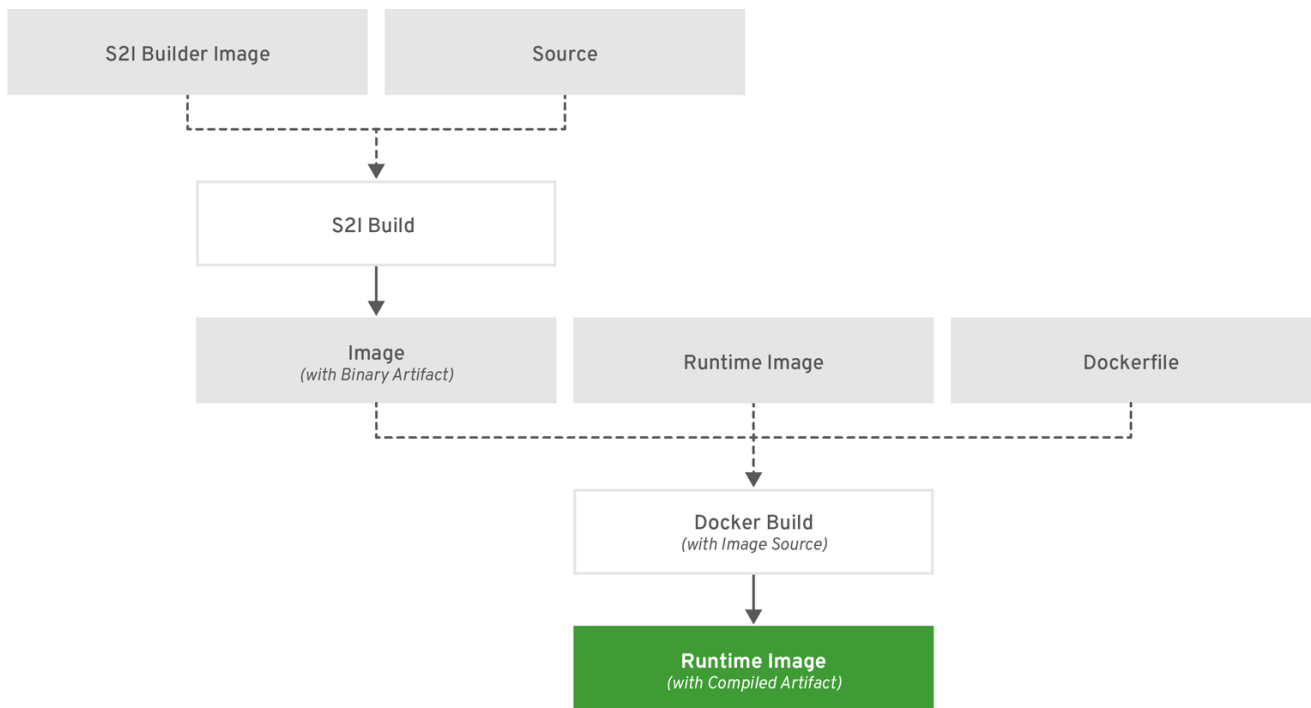 S2I Builder Image
Source
S2I Build
Image
(with Binary Artifact)
Runtime Image
Dockerfile
Docker Build
(with Image Source)
Runtime Image
(with Compiled Artifact)